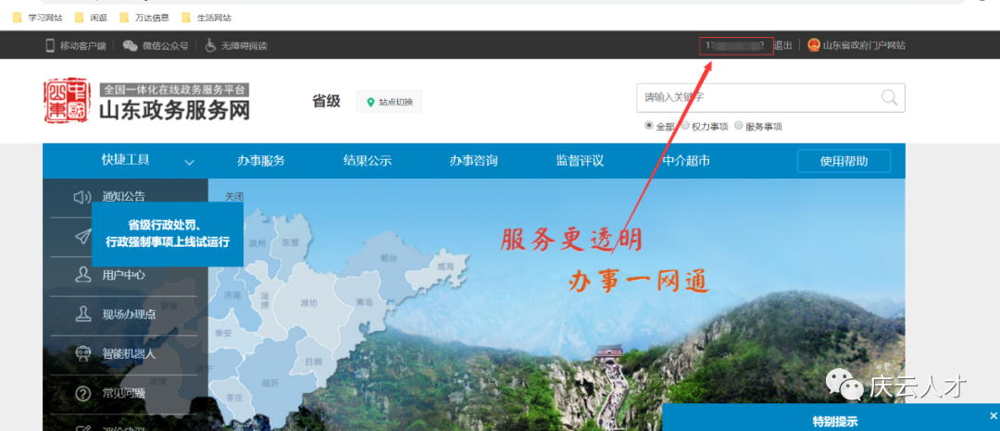 学习网站 闲逛 万达信息 生活网站
移动客户端 微信公众号 无障碍阅读 退出 山东省政府门户网站
全国一体化在线政务服务平台
山东政务服务网
省级 站点切换
请输入关键字
全部 权力事项 服务事项
快捷工具 办事服务 结果公示 办事咨询 监督评议 中介超市 使用帮助
通知公告 关闭
省级行政处罚、
行政强制事项上线试运行
用户中心
现场办理点
智能机器人
常见问题
滨州 东营
烟台
威海
济南 淄博 潍坊 青岛
聊城
泰安
日照
临沂
枣庄
服务更透明
办事一网通
庆云人才
特别提示